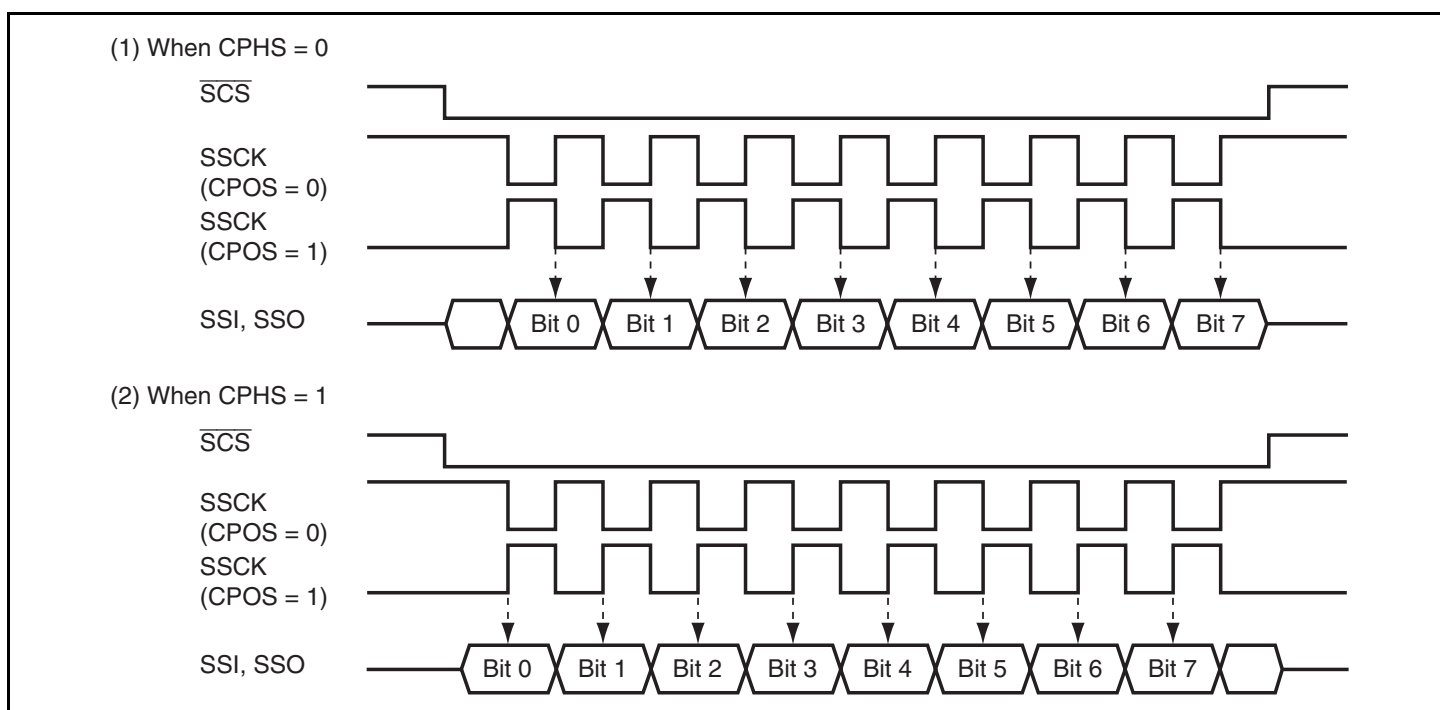 (1) When CPHS = 0
S̅C̅S̅
SSCK
(CPOS = 0)
SSCK
(CPOS = 1)
SSI, SSO
Bit 0 Bit 1 Bit 2 Bit 3 Bit 4 Bit 5 Bit 6 Bit 7
(2) When CPHS = 1
S̅C̅S̅
SSCK
(CPOS = 0)
SSCK
(CPOS = 1)
SSI, SSO
Bit 0 Bit 1 Bit 2 Bit 3 Bit 4 Bit 5 Bit 6 Bit 7